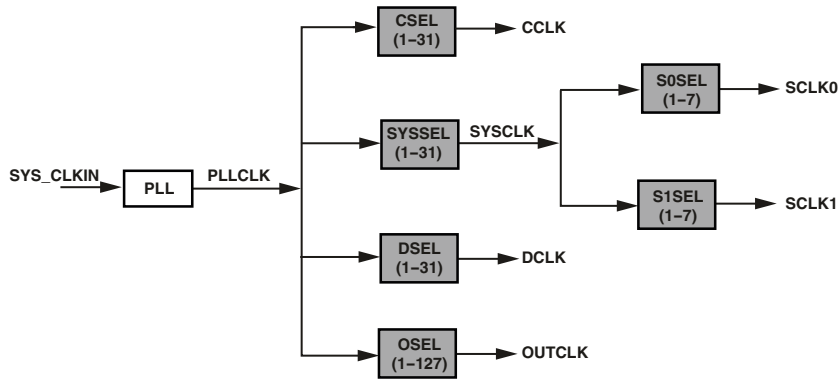 CSEL
(1–31)
CCLK
S0SEL
(1–7)
SCLK0
SYSSEL
(1–31)
SYSCLK
SYS_CLKIN
PLL
PLLCLK
S1SEL
(1–7)
SCLK1
DSEL
(1–31)
DCLK
OSEL
(1–127)
OUTCLK